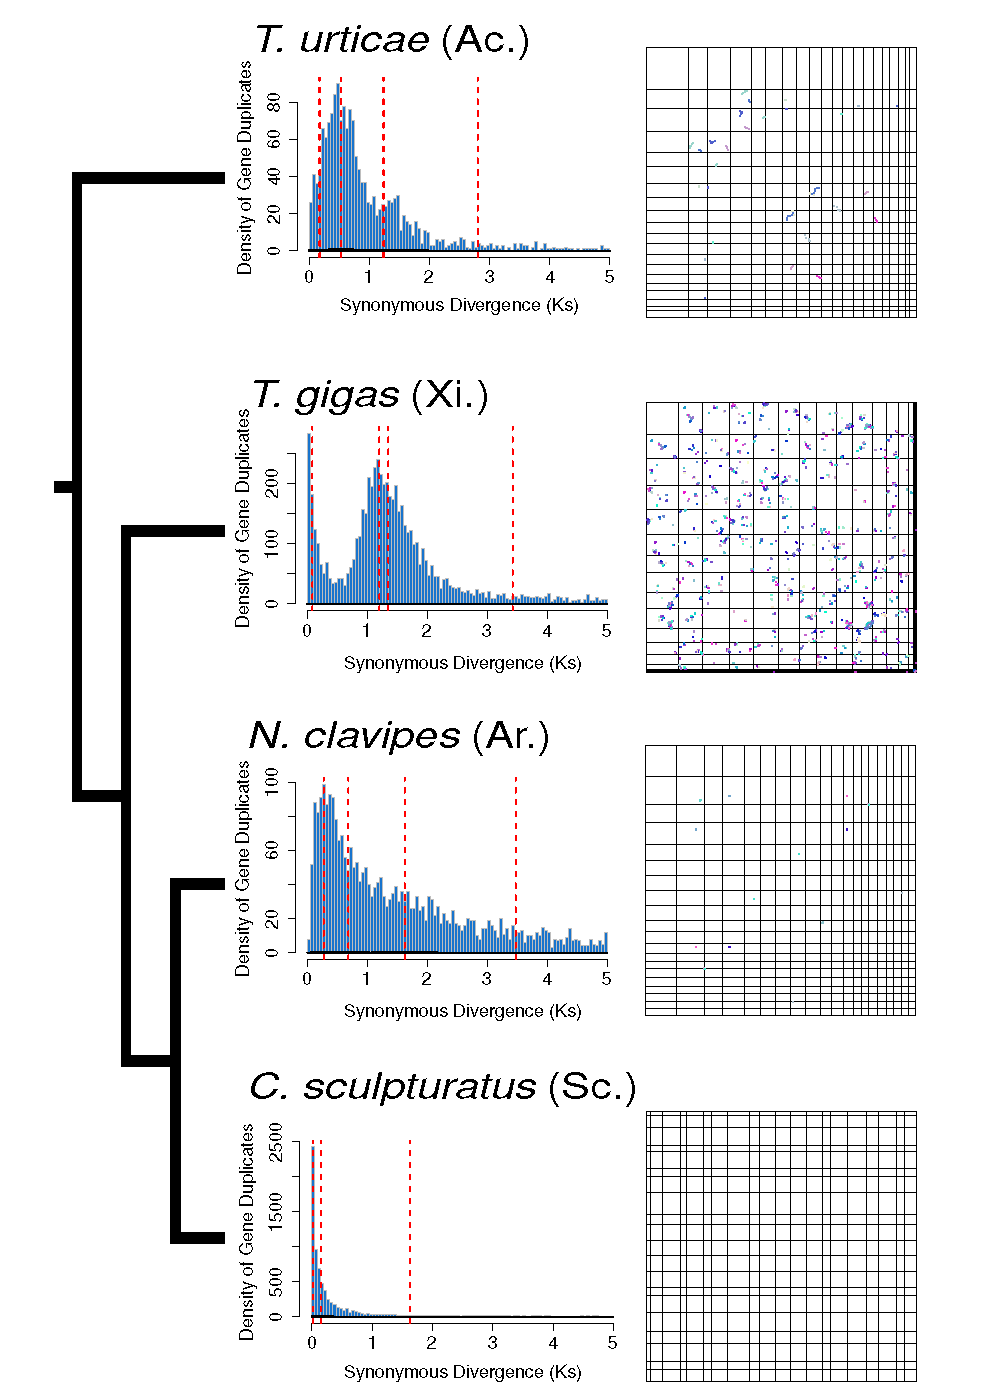 T. urticae (Ac.)
Density of Gene Duplicates
80
60
40
20
0
0 1 2 3 4 5
Synonymous Divergence (Ks)
T. gigas (Xi.)
Density of Gene Duplicates
200
100
0
0 1 2 3 4 5
Synonymous Divergence (Ks)
N. clavipes (Ar.)
Density of Gene Duplicates
100
60
20
0
0 1 2 3 4 5
Synonymous Divergence (Ks)
C. sculpturatus (Sc.)
Density of Gene Duplicates
2500
1500
500
0
0 1 2 3 4 5
Synonymous Divergence (Ks)